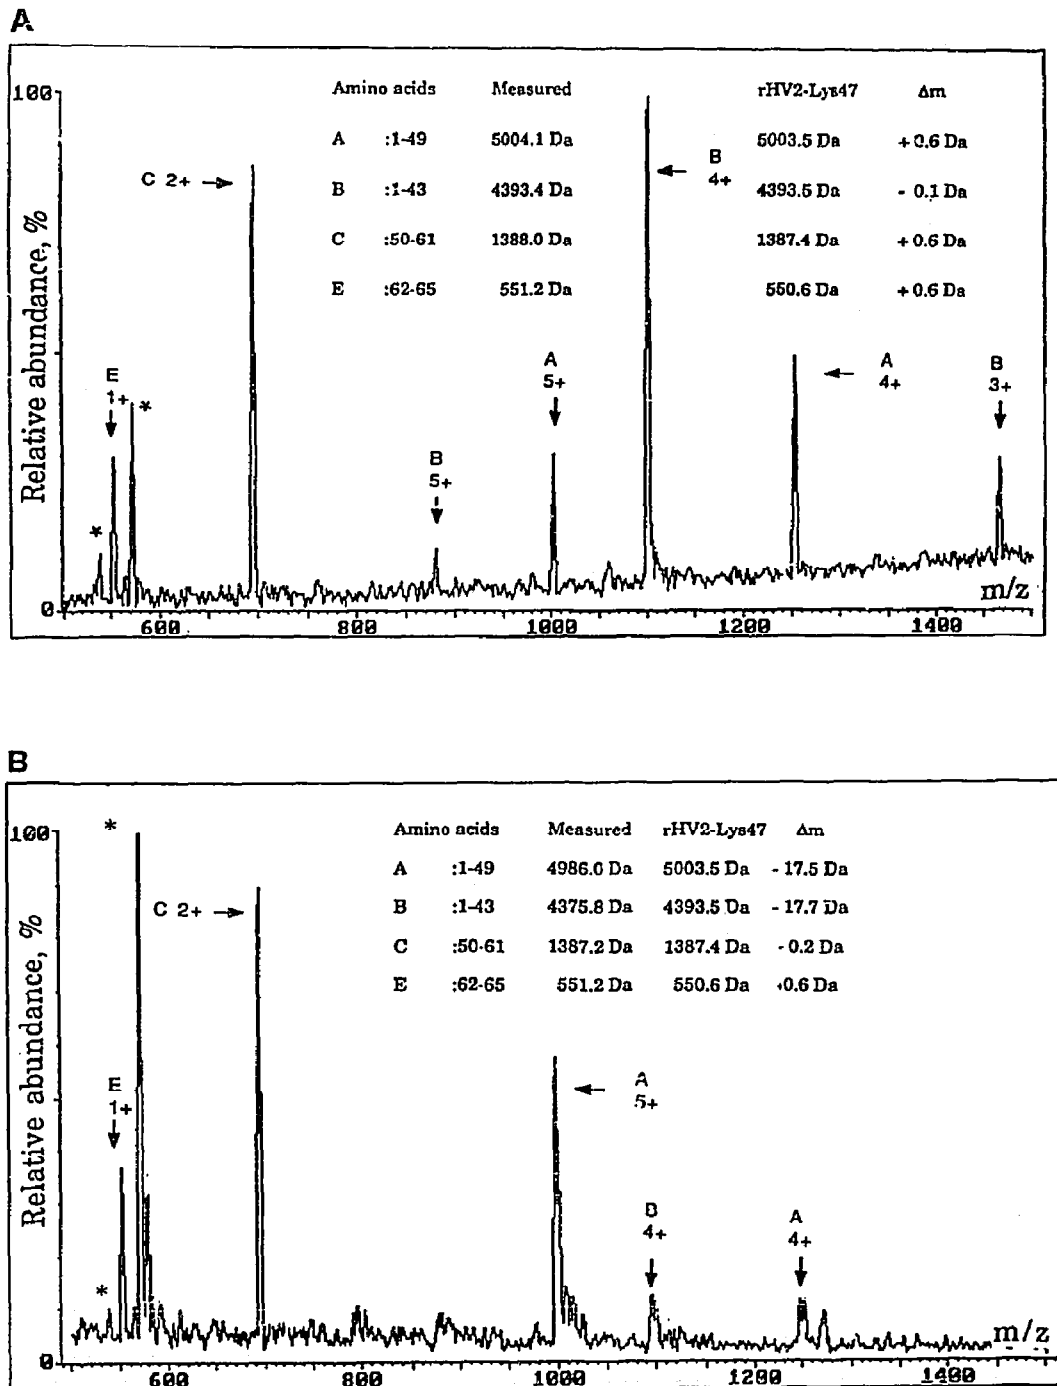 A
100
Amino acids Measured rHV2-Lys47 Δm
A :1-49 5004.1 Da 5003.5 Da + 0.6 Da
B :1-43 4393.4 Da 4393.5 Da - 0.1 Da
C :50-61 1388.0 Da 1387.4 Da + 0.6 Da
E :62-65 551.2 Da 550.6 Da + 0.6 Da
C 2+
B
4+
Relative abundance, %
E
1+
*
*
B
5+
A
5+
A
4+
B
3+
0
m/z
600 800 1000 1200 1400
B
100
*
Amino acids Measured rHV2-Lys47 Δm
A :1-49 4986.0 Da 5003.5 Da - 17.5 Da
B :1-43 4375.8 Da 4393.5 Da - 17.7 Da
C :50-61 1387.2 Da 1387.4 Da - 0.2 Da
E :62-65 551.2 Da 550.6 Da +0.6 Da
C 2+
Relative abundance, %
E
1+
*
A
5+
B
4+
A
4+
0
m/z
600 800 1000 1200 1400